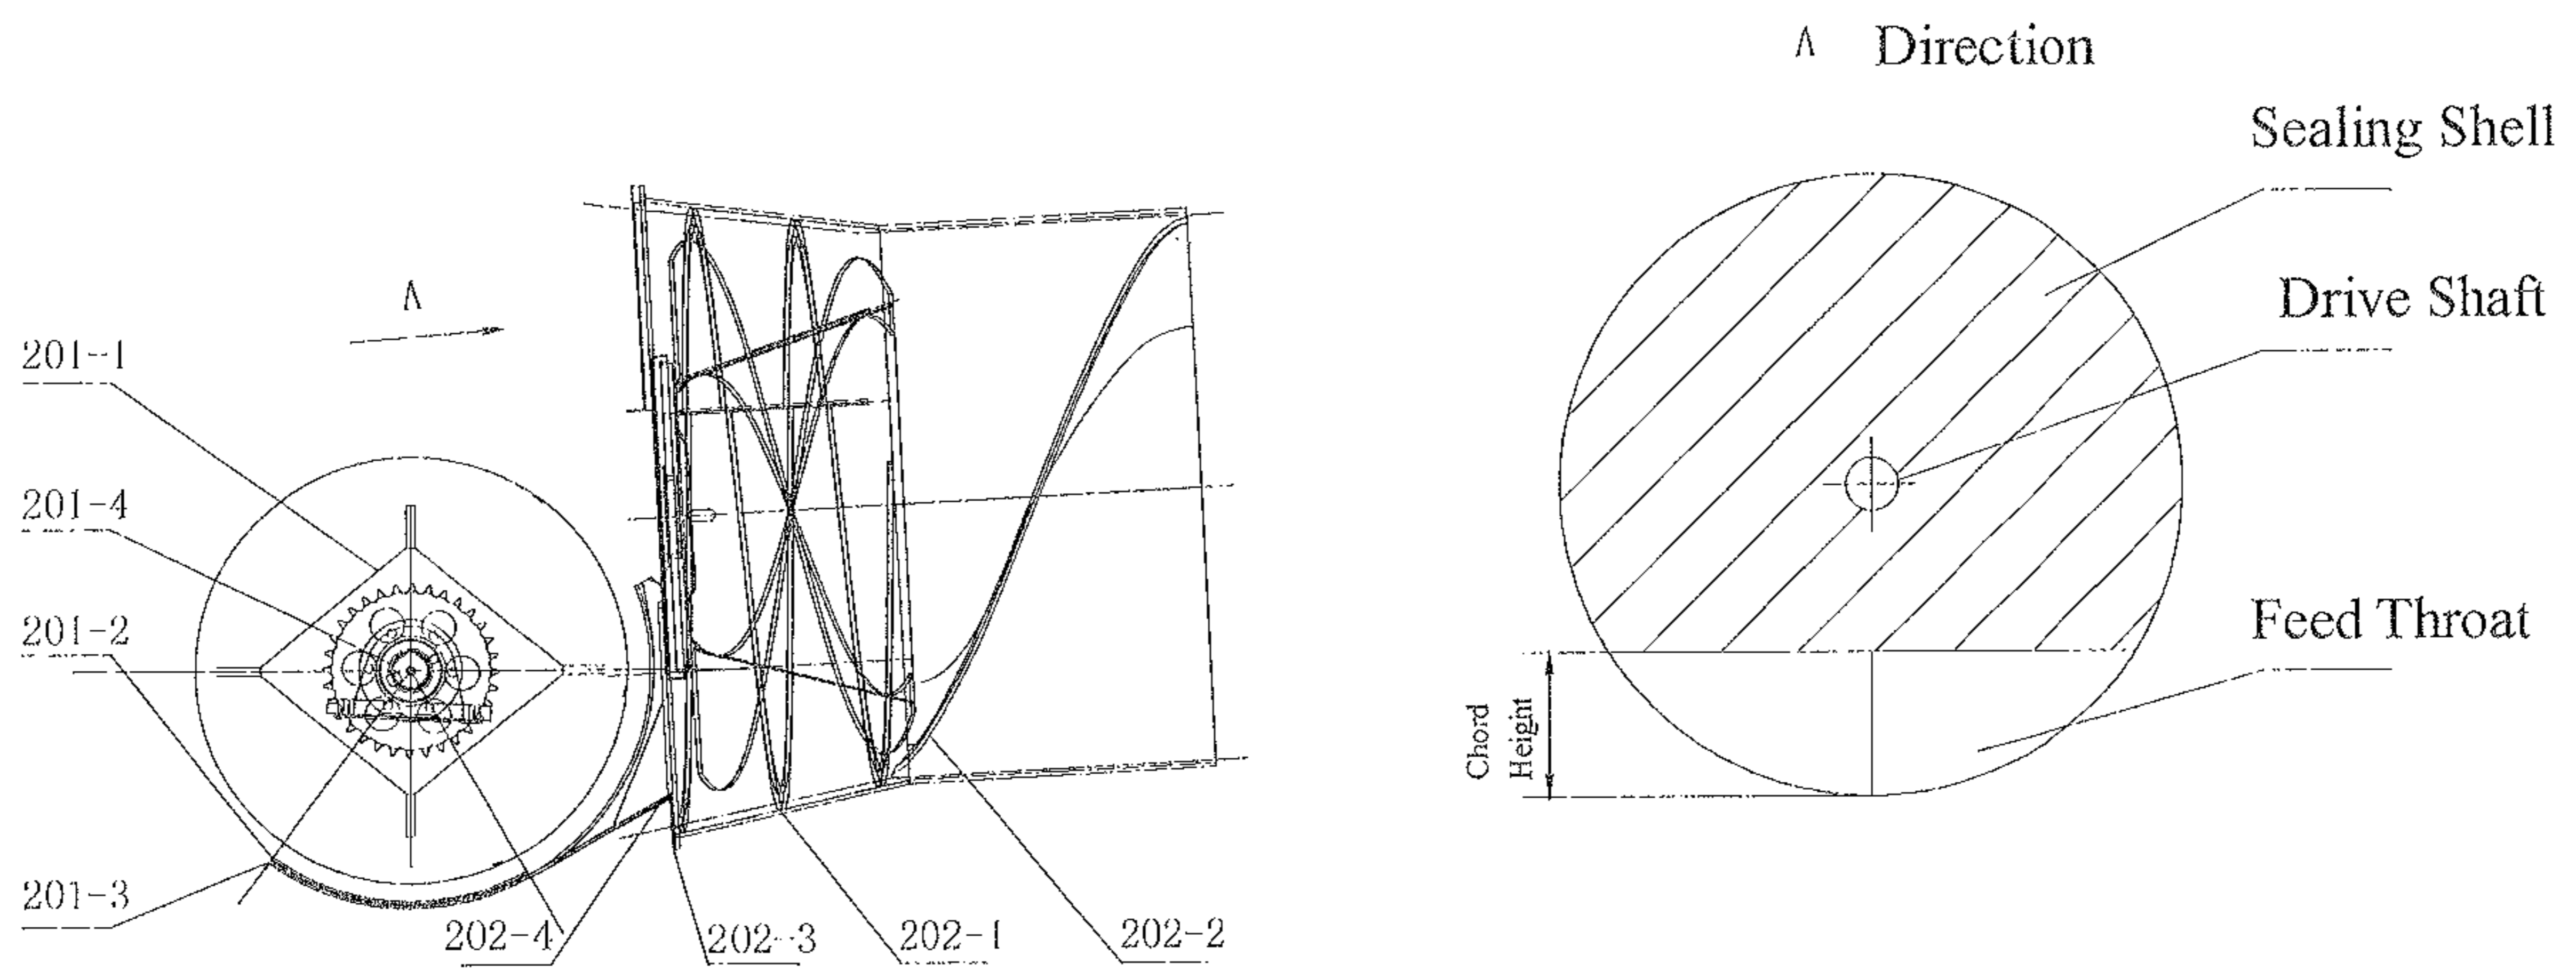 Λ Direction
Sealing Shell
Drive Shaft
Λ
201-1
201-4
201-2
Feed Throat
Chord
Height
201-3
202-4
202-3
202-1
202-2